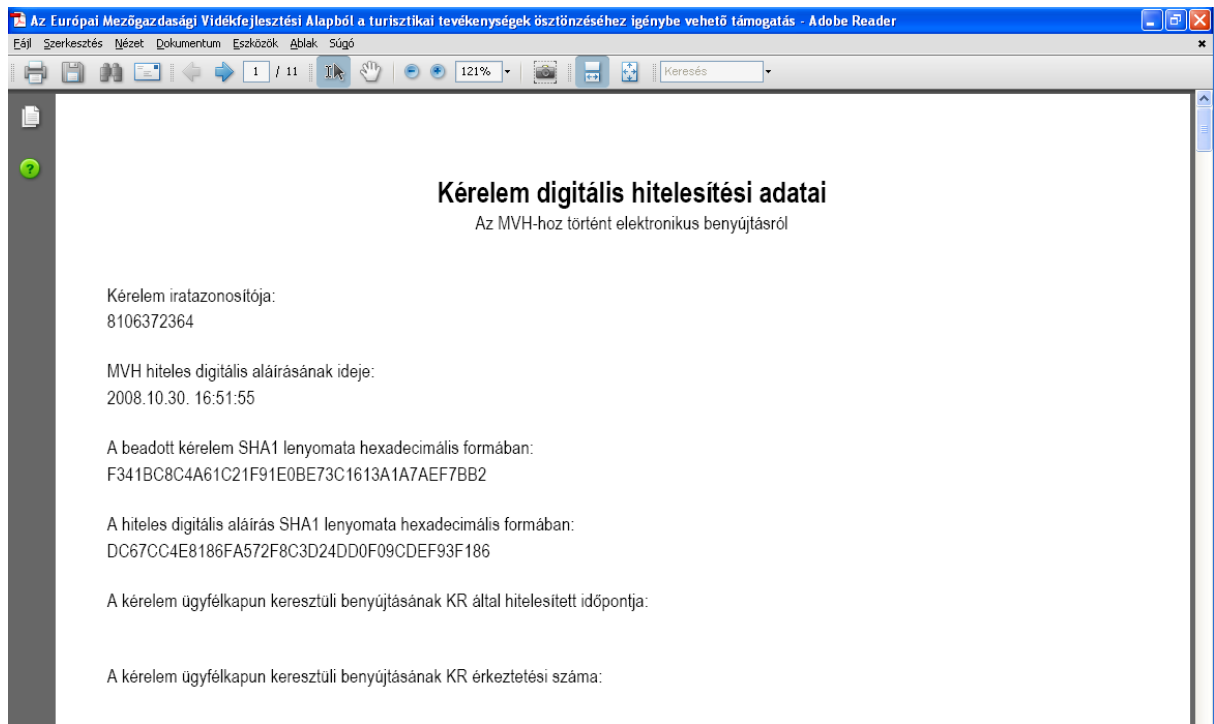 Az Európai Mezőgazdasági Vidékfejlesztési Alapból a turisztikai tevékenységek ösztönzéséhez igénybe vehető támogatás - Adobe Reader
Fájl Szerkesztés Nézet Dokumentum Eszközök Ablak Súgó
1 / 11 121% Keresés
Kérelem digitális hitelesítési adatai
Az MVH-hoz történt elektronikus benyújtásról
Kérelem iratazonosítója:
8106372364
MVH hiteles digitális aláírásának ideje:
2008.10.30. 16:51:55
A beadott kérelem SHA1 lenyomata hexadecimális formában:
F341BC8C4A61C21F91E0BE73C1613A1A7AEF7BB2
A hiteles digitális aláírás SHA1 lenyomata hexadecimális formában:
DC67CC4E8186FA572F8C3D24DD0F09CDEF93F186
A kérelem ügyfélkapun keresztüli benyújtásának KR által hitelesített időpontja:
A kérelem ügyfélkapun keresztüli benyújtásának KR érkeztetési száma: